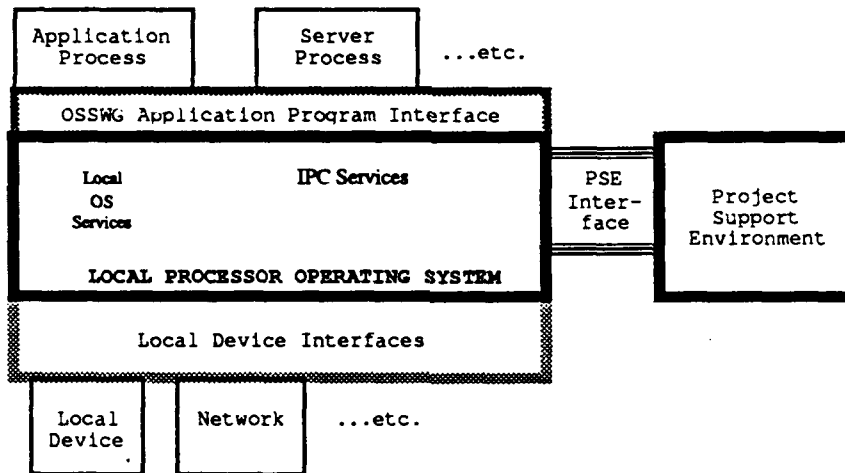 Application
Process
Server
Process
...etc.
OSSWG Application Program Interface
Local
OS
Services
IPC Services
LOCAL PROCESSOR OPERATING SYSTEM
PSE
Inter-
face
Project
Support
Environment
Local Device Interfaces
Local
Device
Network
...etc.